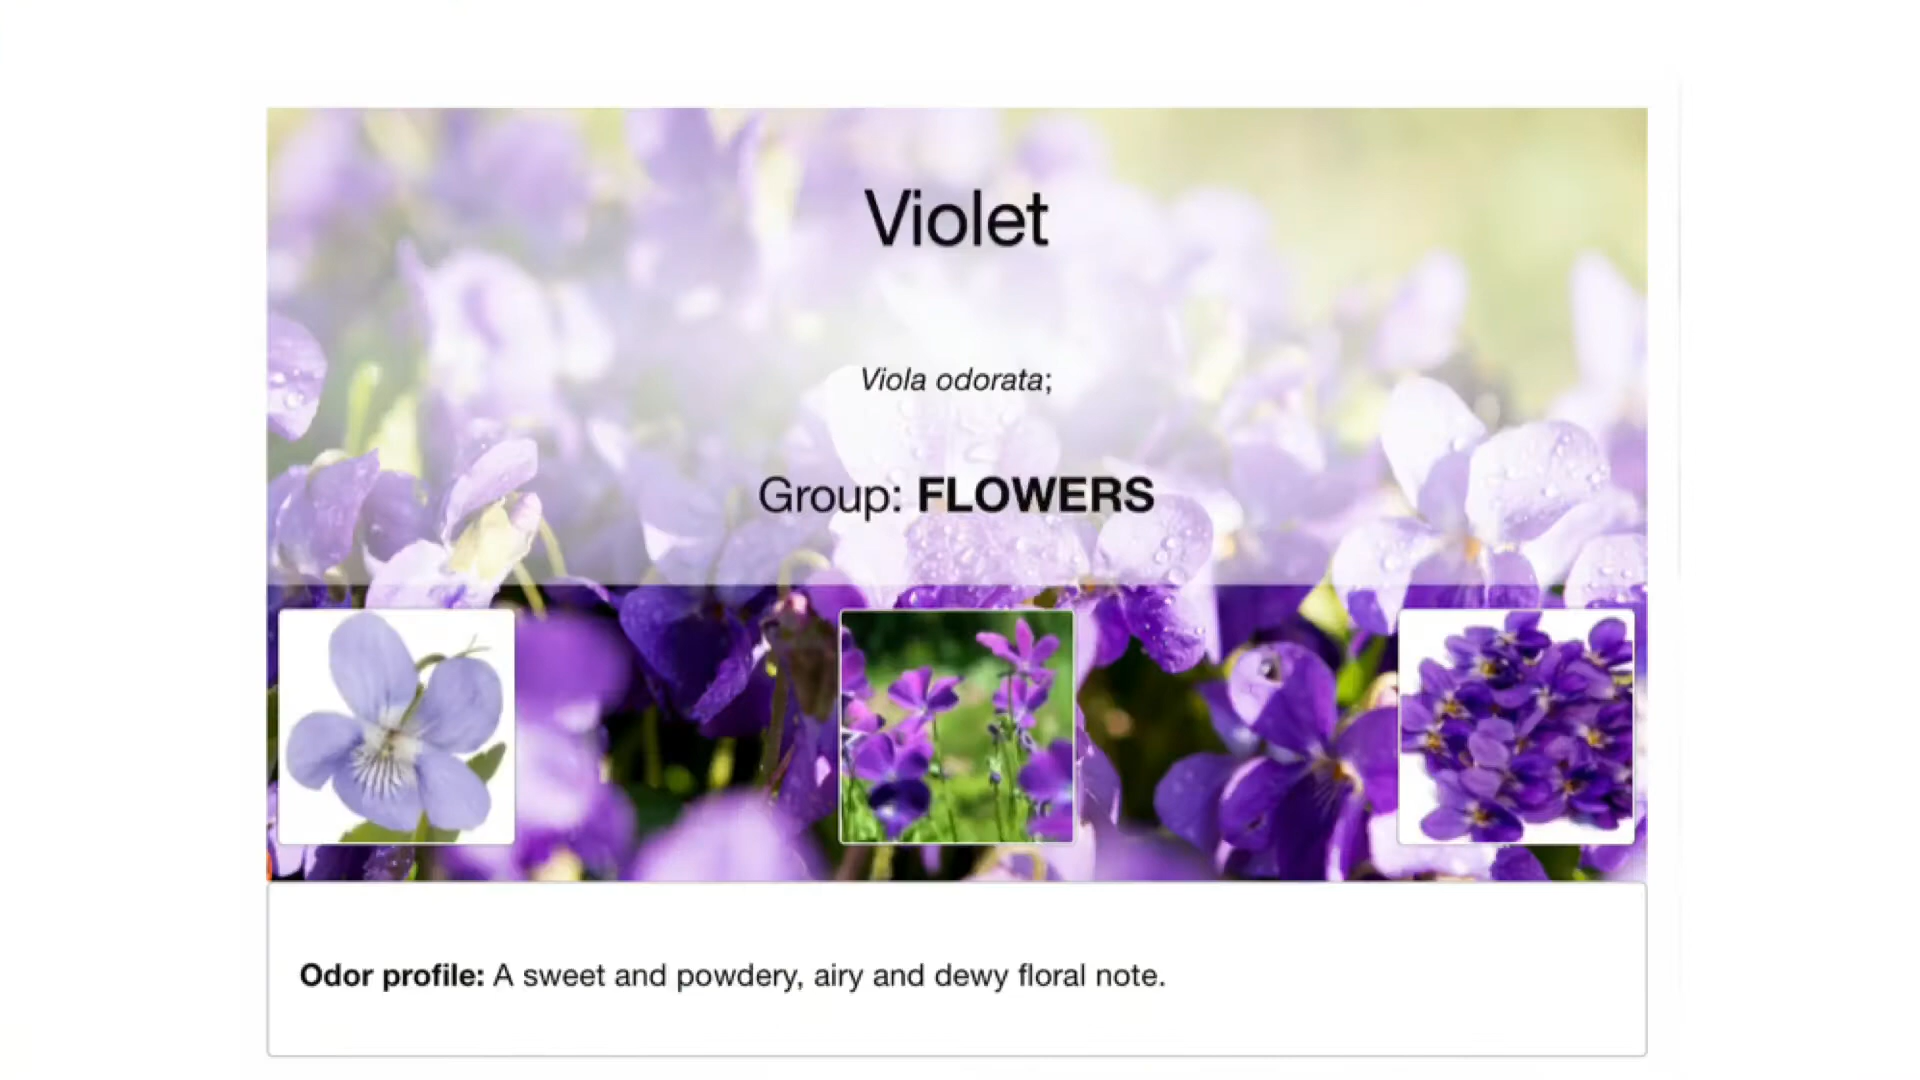 Violet
Viola odorata;
Group: FLOWERS
Odor profile: A sweet and powdery, airy and dewy floral note.